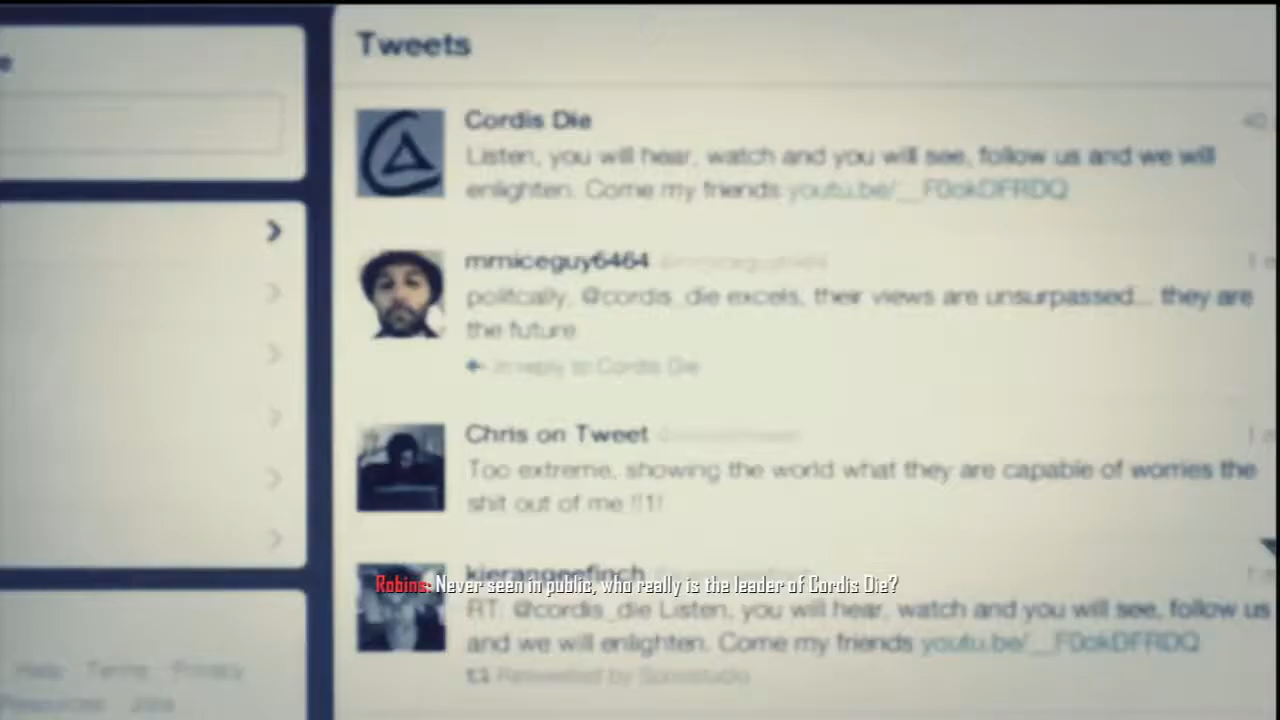 e
Tweets
Cordis Die
Listen, you will hear, watch and you will see, follow us and we will
enlighten. Come my friends youtu.be/__F0okDFRDQ
mrniceguy6464
politcally, @cordis_die excels, their views are unsurpassed... they are
the future
in reply to Cordis Die
Chris on Tweet
Too extreme, showing the world what they are capable of worries the
shit out of me !!1!
kierangeefinch
Robins: Never seen in public, who really is the leader of Cordis Die?
RT: @cordis_die Listen, you will hear, watch and you will see, follow us
and we will enlighten. Come my friends youtu.be/__F0okDFRDQ
Retweeted by
Help Terms Privacy
Resources Jobs